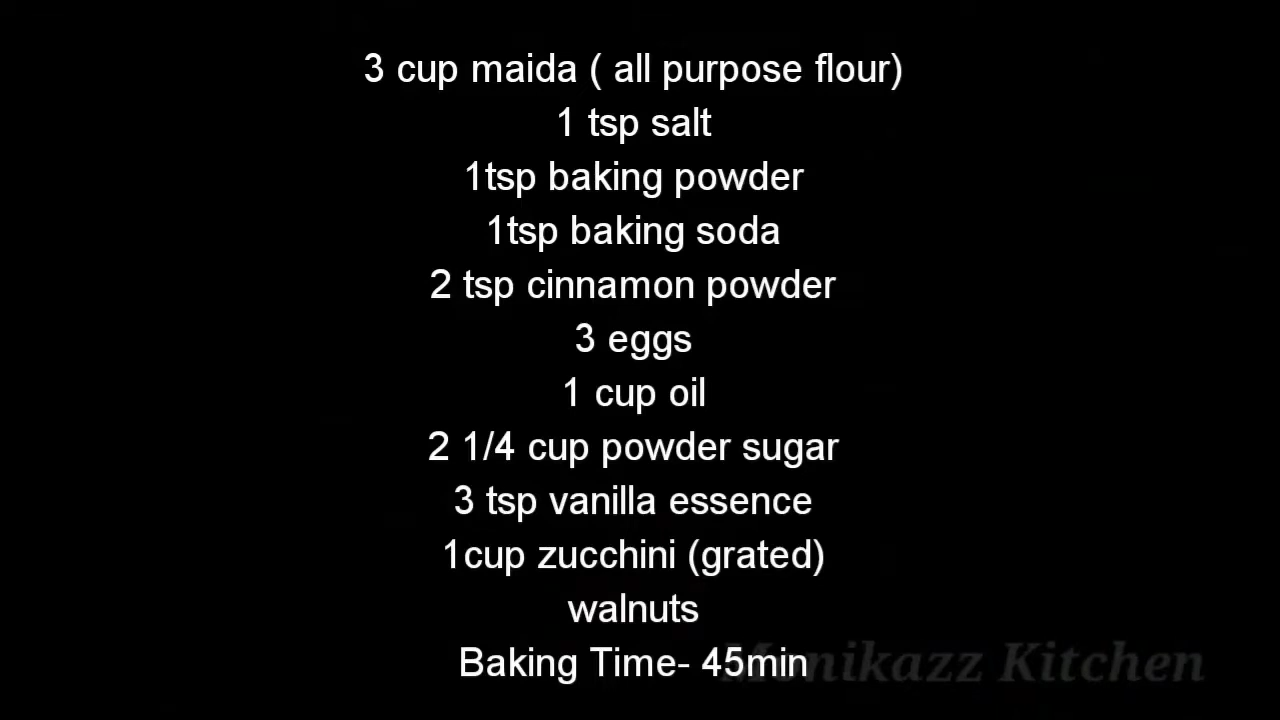 3 cup maida ( all purpose flour)
1 tsp salt
1tsp baking powder
1tsp baking soda
2 tsp cinnamon powder
3 eggs
1 cup oil
2 1/4 cup powder sugar
3 tsp vanilla essence
1cup zucchini (grated)
walnuts
Baking Time- 45min
Monikazz Kitchen